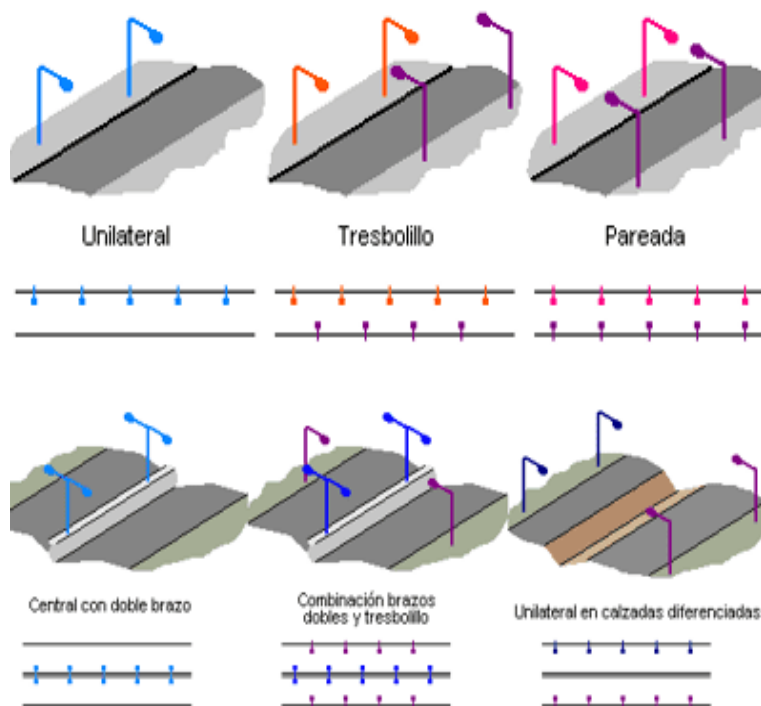 Unilateral
Tresbolillo
Pareada
Central con doble brazo
Combinación brazos
dobles y tresbolillo
Unilateral en calzadas diferenciadas